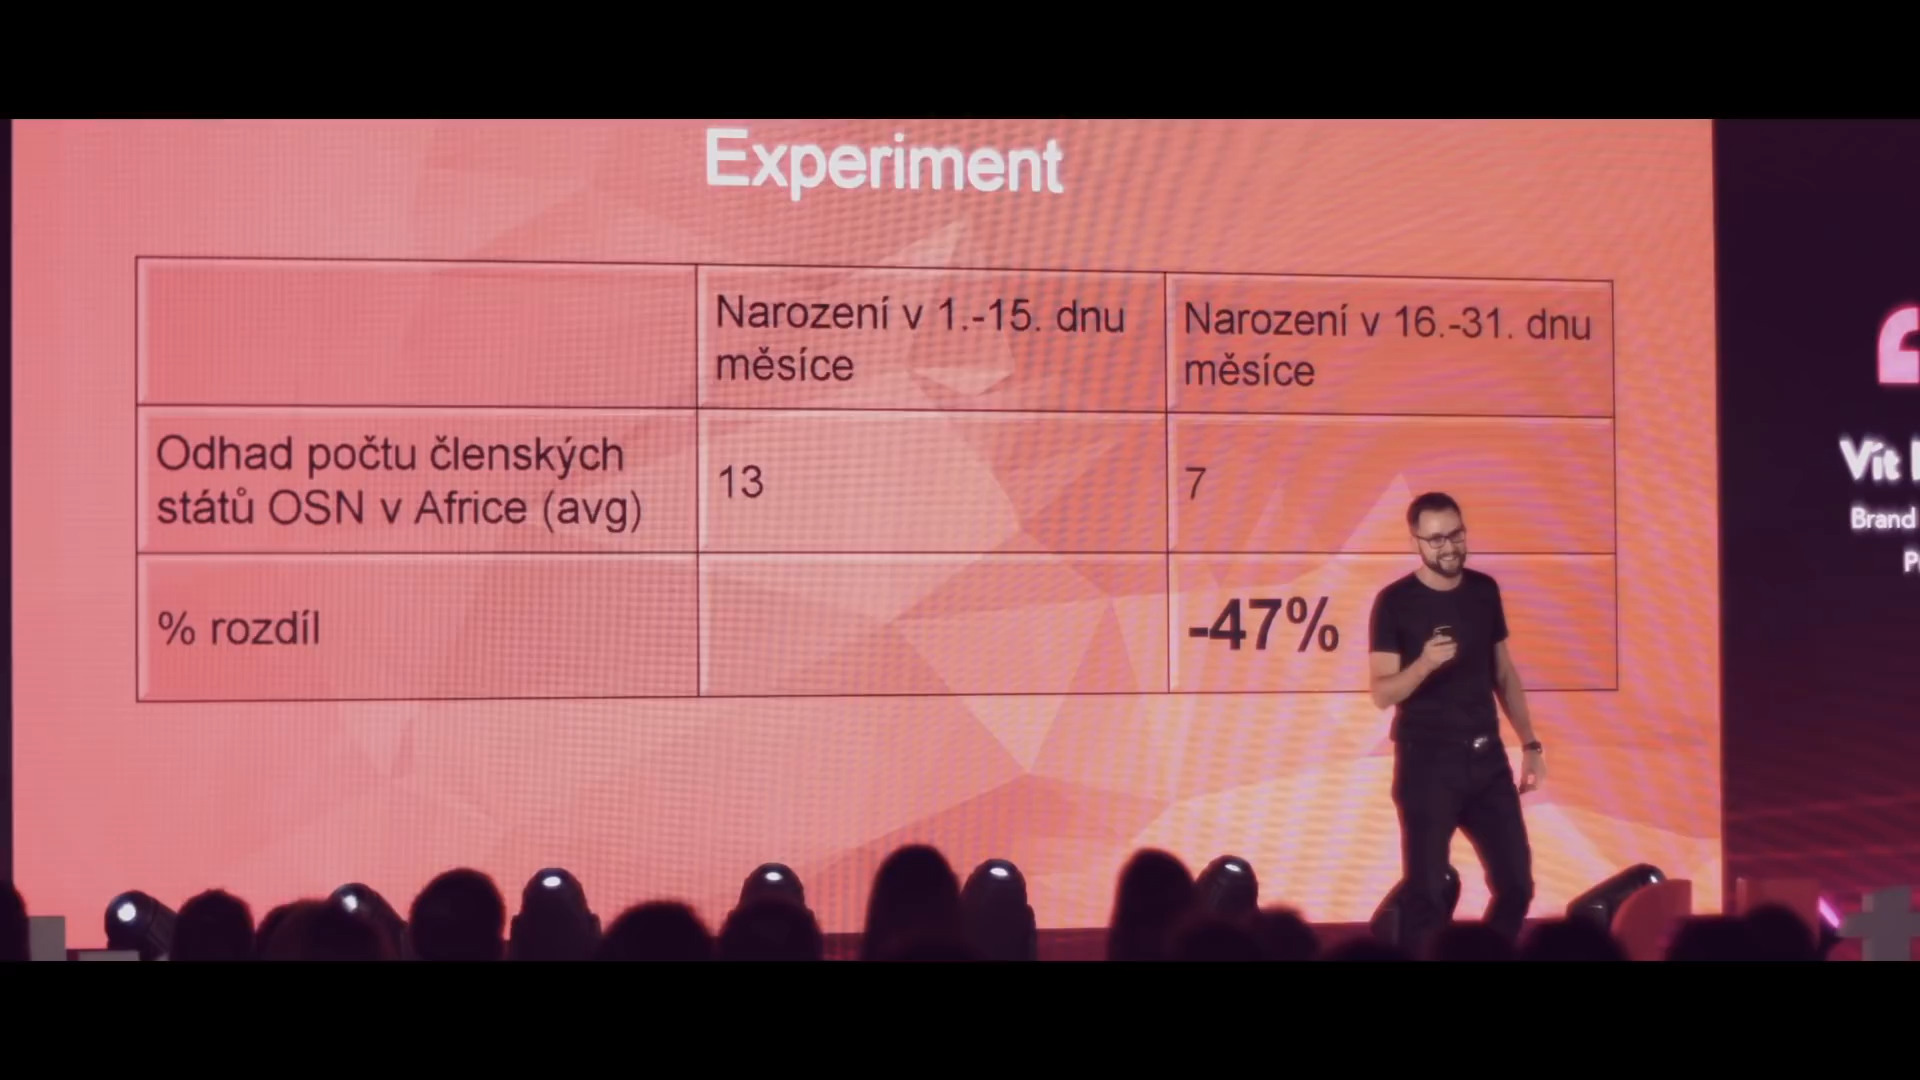 Experiment
Narození v 1.-15. dnu
měsíce
Narození v 16.-31. dnu
měsíce
Odhad počtu členských
států OSN v Africe (avg)
13
7
% rozdíl
-47%
Vít
Brand